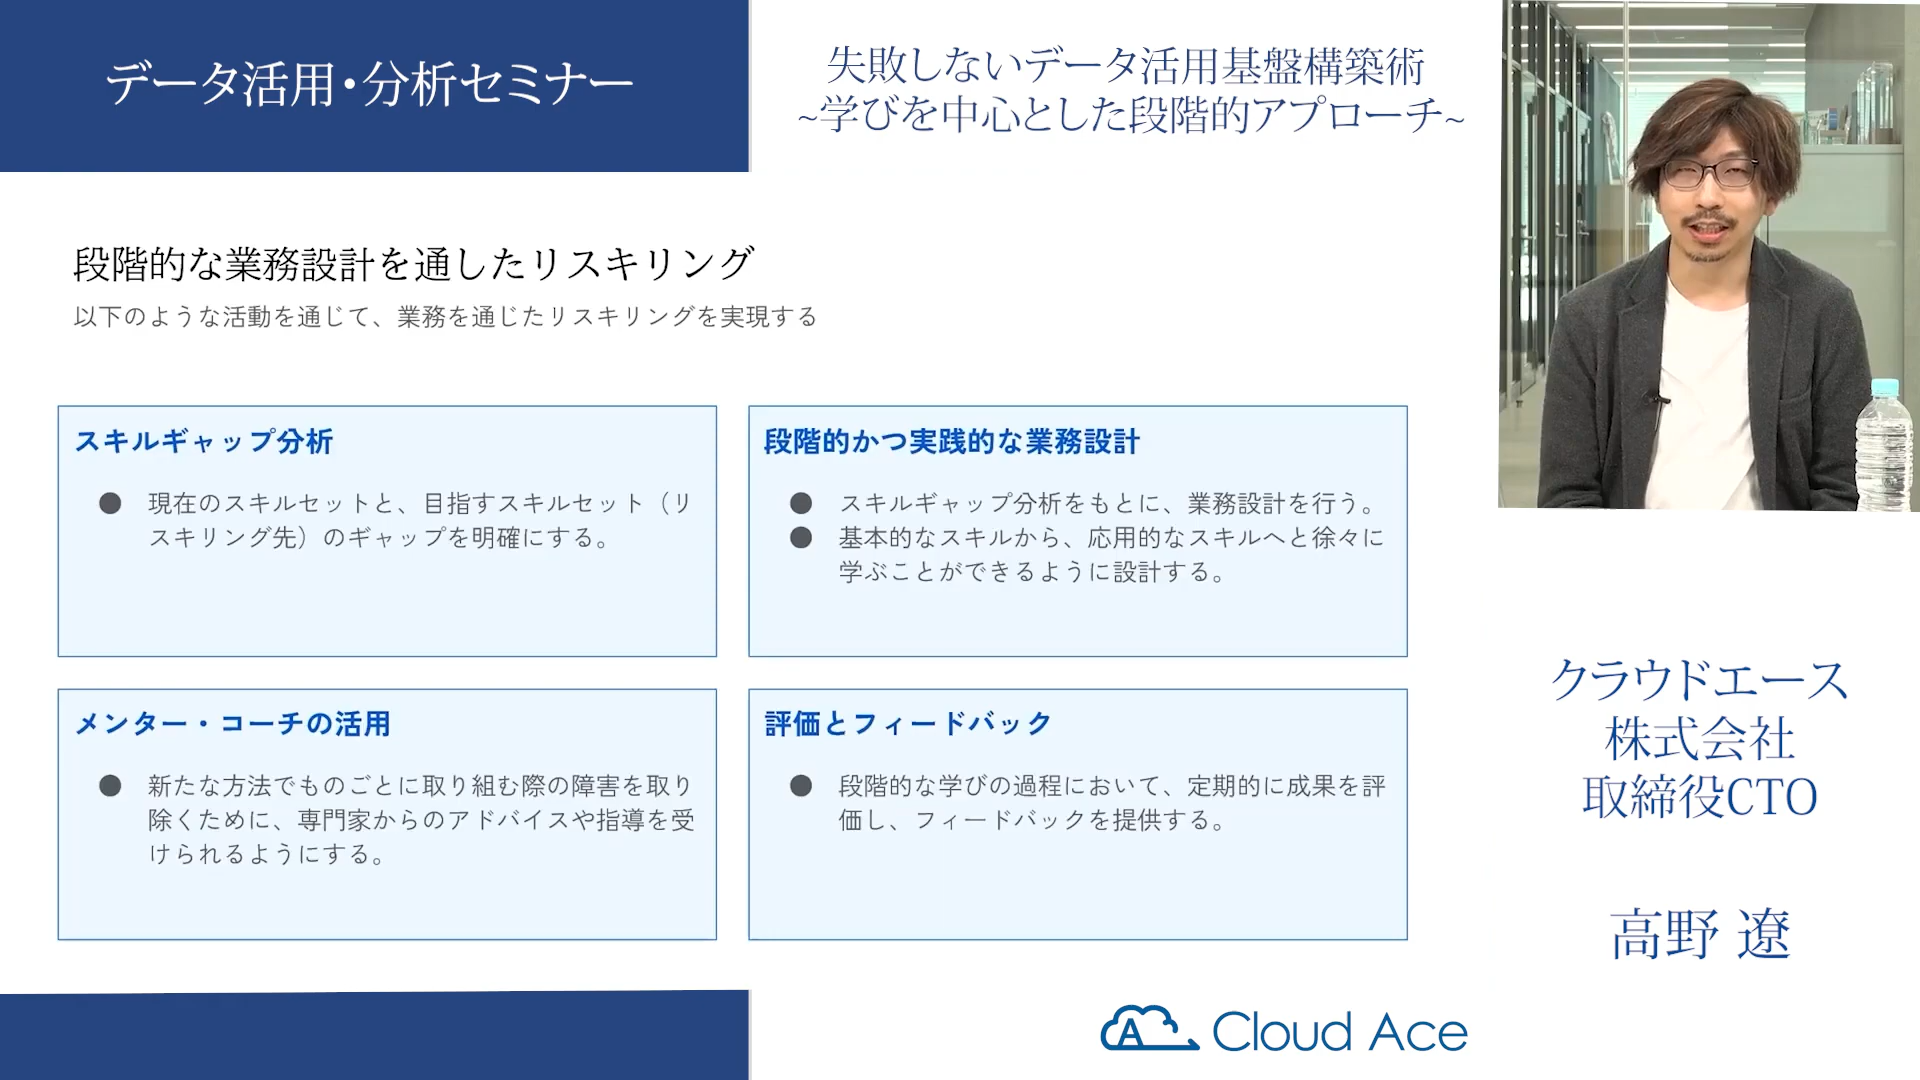 データ活用・分析セミナー
失敗しないデータ活用基盤構築術
~学びを中心とした段階的アプローチ~
段階的な業務設計を通したリスキリング
以下のような活動を通じて、業務を通じたリスキリングを実現する
スキルギャップ分析
● 現在のスキルセットと、目指すスキルセット（リ
スキリング先）のギャップを明確にする。
段階的かつ実践的な業務設計
● スキルギャップ分析をもとに、業務設計を行う。
● 基本的なスキルから、応用的なスキルへと徐々に
学ぶことができるように設計する。
メンター・コーチの活用
● 新たな方法でものごとに取り組む際の障害を取り
除くために、専門家からのアドバイスや指導を受
けられるようにする。
評価とフィードバック
● 段階的な学びの過程において、定期的に成果を評
価し、フィードバックを提供する。
クラウドエース
株式会社
取締役CTO
高野 遼
A Cloud Ace